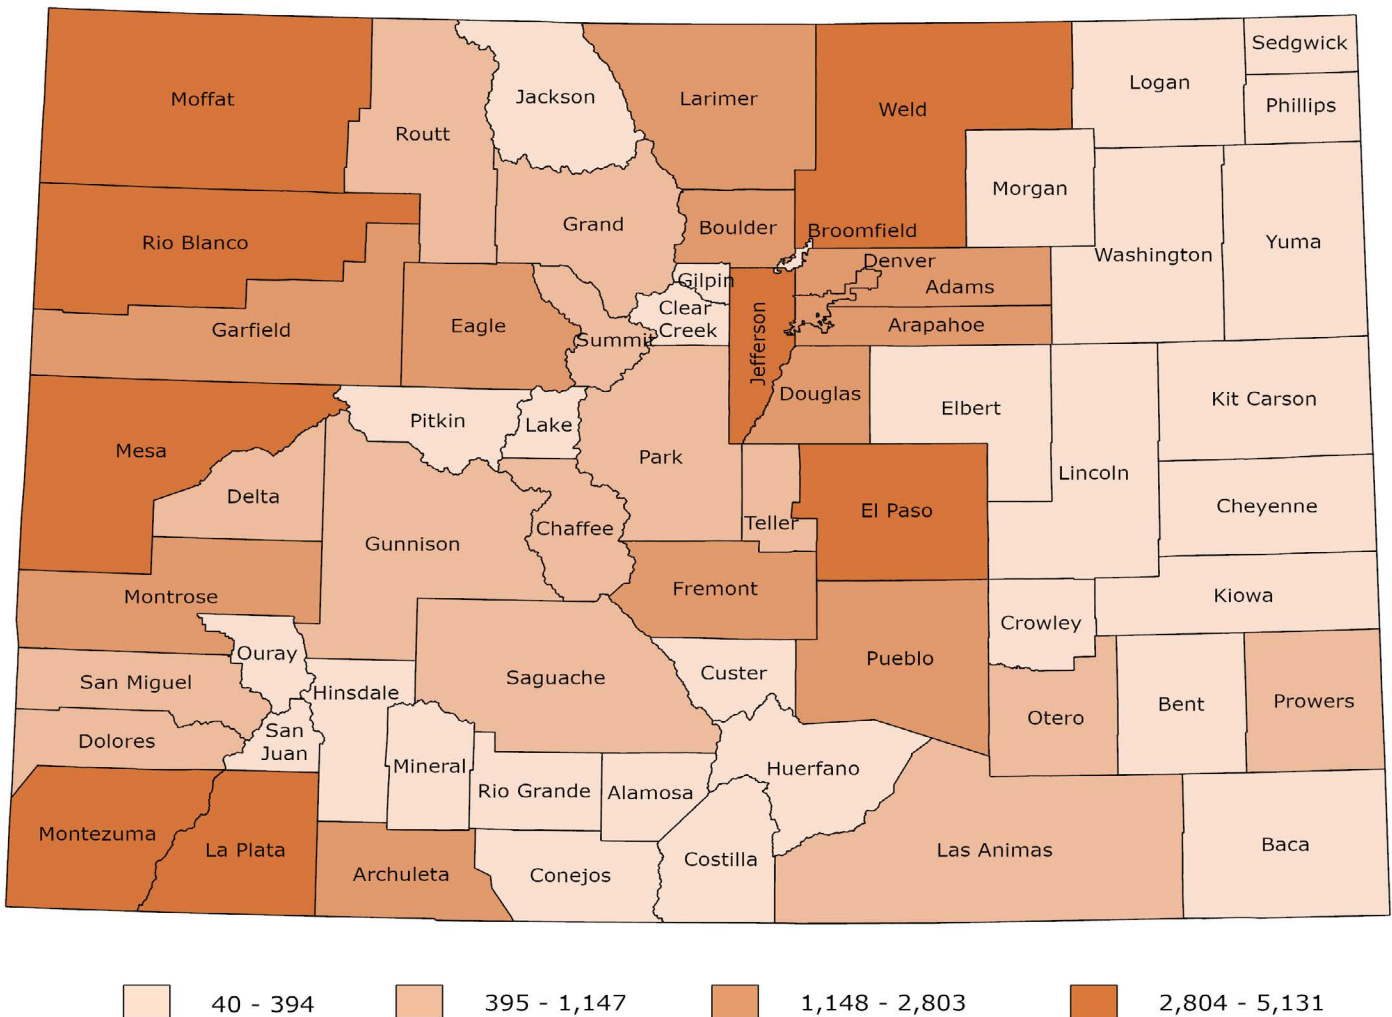 Sedgwick
Moffat
Jackson
Larimer
Weld
Logan
Phillips
Routt
Morgan
Rio Blanco
Grand
Boulder
Broomfield
Washington
Yuma
Denver
Gilpin
Adams
Garfield
Eagle
Summit
Clear
Creek
Jefferson
Arapahoe
Mesa
Pitkin
Lake
Douglas
Elbert
Kit Carson
Delta
Park
Lincoln
Gunnison
Chaffee
Teller
El Paso
Cheyenne
Montrose
Fremont
Kiowa
Ouray
Crowley
San Miguel
Hinsdale
Saguache
Custer
Pueblo
Dolores
San
Juan
Otero
Bent
Prowers
Mineral
Rio Grande
Alamosa
Huerfano
Montezuma
La Plata
Archuleta
Conejos
Costilla
Las Animas
Baca
40 - 394
395 - 1,147
1,148 - 2,803
2,804 - 5,131